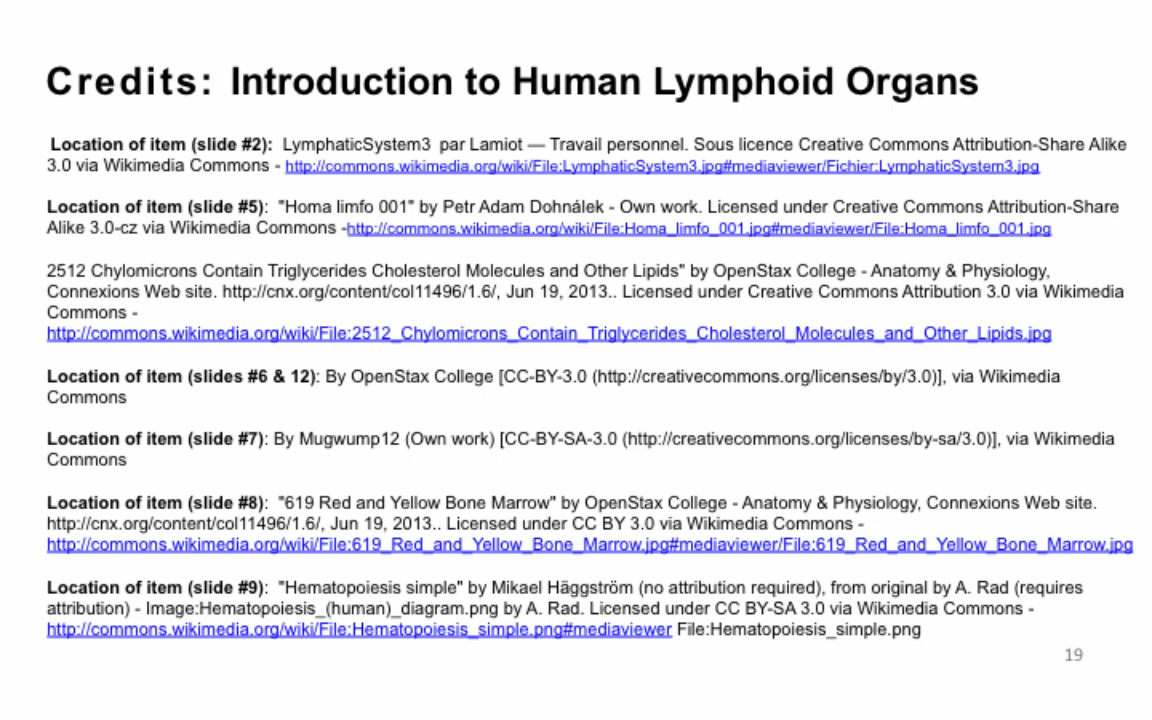 Credits: Introduction to Human Lymphoid Organs
Location of item (slide #2): LymphaticSystem3 par Lamiot — Travail personnel. Sous licence Creative Commons Attribution-Share Alike
3.0 via Wikimedia Commons - http://commons.wikimedia.org/wiki/File:LymphaticSystem3.jpg#mediaviewer/Fichier:LymphaticSystem3.jpg
Location of item (slide #5): "Homa limfo 001" by Petr Adam Dohnálek - Own work. Licensed under Creative Commons Attribution-Share
Alike 3.0-cz via Wikimedia Commons -http://commons.wikimedia.org/wiki/File:Homa_limfo_001.jpg#mediaviewer/File:Homa_limfo_001.jpg
2512 Chylomicrons Contain Triglycerides Cholesterol Molecules and Other Lipids" by OpenStax College - Anatomy & Physiology,
Connexions Web site. http://cnx.org/content/col11496/1.6/, Jun 19, 2013.. Licensed under Creative Commons Attribution 3.0 via Wikimedia
Commons -
http://commons.wikimedia.org/wiki/File:2512_Chylomicrons_Contain_Triglycerides_Cholesterol_Molecules_and_Other_Lipids.jpg
Location of item (slides #6 & 12): By OpenStax College [CC-BY-3.0 (http://creativecommons.org/licenses/by/3.0)], via Wikimedia
Commons
Location of item (slide #7): By Mugwump12 (Own work) [CC-BY-SA-3.0 (http://creativecommons.org/licenses/by-sa/3.0)], via Wikimedia
Commons
Location of item (slide #8): "619 Red and Yellow Bone Marrow" by OpenStax College - Anatomy & Physiology, Connexions Web site.
http://cnx.org/content/col11496/1.6/, Jun 19, 2013.. Licensed under CC BY 3.0 via Wikimedia Commons -
http://commons.wikimedia.org/wiki/File:619_Red_and_Yellow_Bone_Marrow.jpg#mediaviewer/File:619_Red_and_Yellow_Bone_Marrow.jpg
Location of item (slide #9): "Hematopoiesis simple" by Mikael Häggström (no attribution required), from original by A. Rad (requires
attribution) - Image:Hematopoiesis_(human)_diagram.png by A. Rad. Licensed under CC BY-SA 3.0 via Wikimedia Commons -
http://commons.wikimedia.org/wiki/File:Hematopoiesis_simple.png#mediaviewer File:Hematopoiesis_simple.png
19